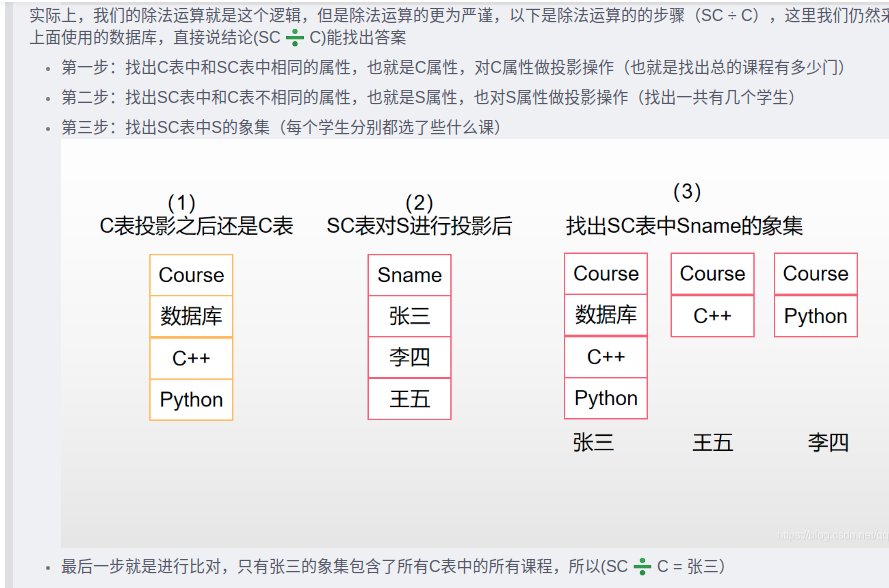 实际上，我们的除法运算就是这个逻辑，但是除法运算的更为严谨，以下是除法运算的的步骤（SC ÷ C），这里我们仍然采
上面使用的数据库，直接说结论(SC ➗ C)能找出答案
• 第一步：找出C表中和SC表中相同的属性，也就是C属性，对C属性做投影操作（也就是找出总的课程有多少门）
• 第二步：找出SC表中和C表不相同的属性，也就是S属性，也对S属性做投影操作（找出一共有几个学生）
• 第三步：找出SC表中S的象集（每个学生分别都选了些什么课）
（1）
C表投影之后还是C表
Course
数据库
C++
Python
（2）
SC表对S进行投影后
Sname
张三
李四
王五
（3）
找出SC表中Sname的象集
Course
数据库
C++
Python
张三
Course
C++
王五
Course
Python
李四
• 最后一步就是进行比对，只有张三的象集包含了所有C表中的所有课程，所以(SC ➗ C = 张三）